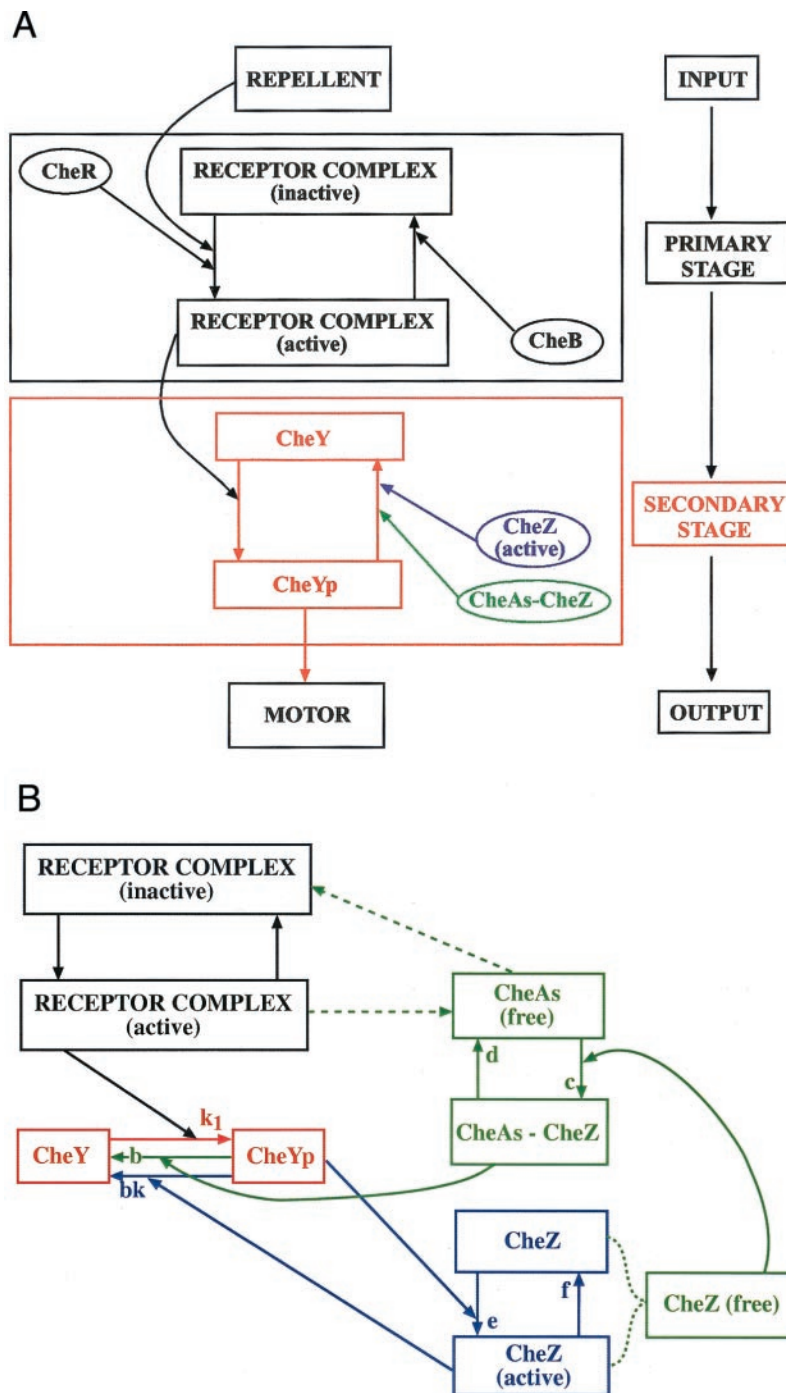 A
REPELLENT
INPUT
CheR
RECEPTOR COMPLEX
(inactive)
PRIMARY
STAGE
RECEPTOR COMPLEX
(active)
CheB
CheY
SECONDARY
STAGE
CheZ
(active)
CheYp
CheAs-CheZ
MOTOR
OUTPUT
B
RECEPTOR COMPLEX
(inactive)
RECEPTOR COMPLEX
(active)
CheAs
(free)
d
c
k1
CheY
b
CheYp
bk
CheAs - CheZ
CheZ
e
f
CheZ (free)
CheZ
(active)